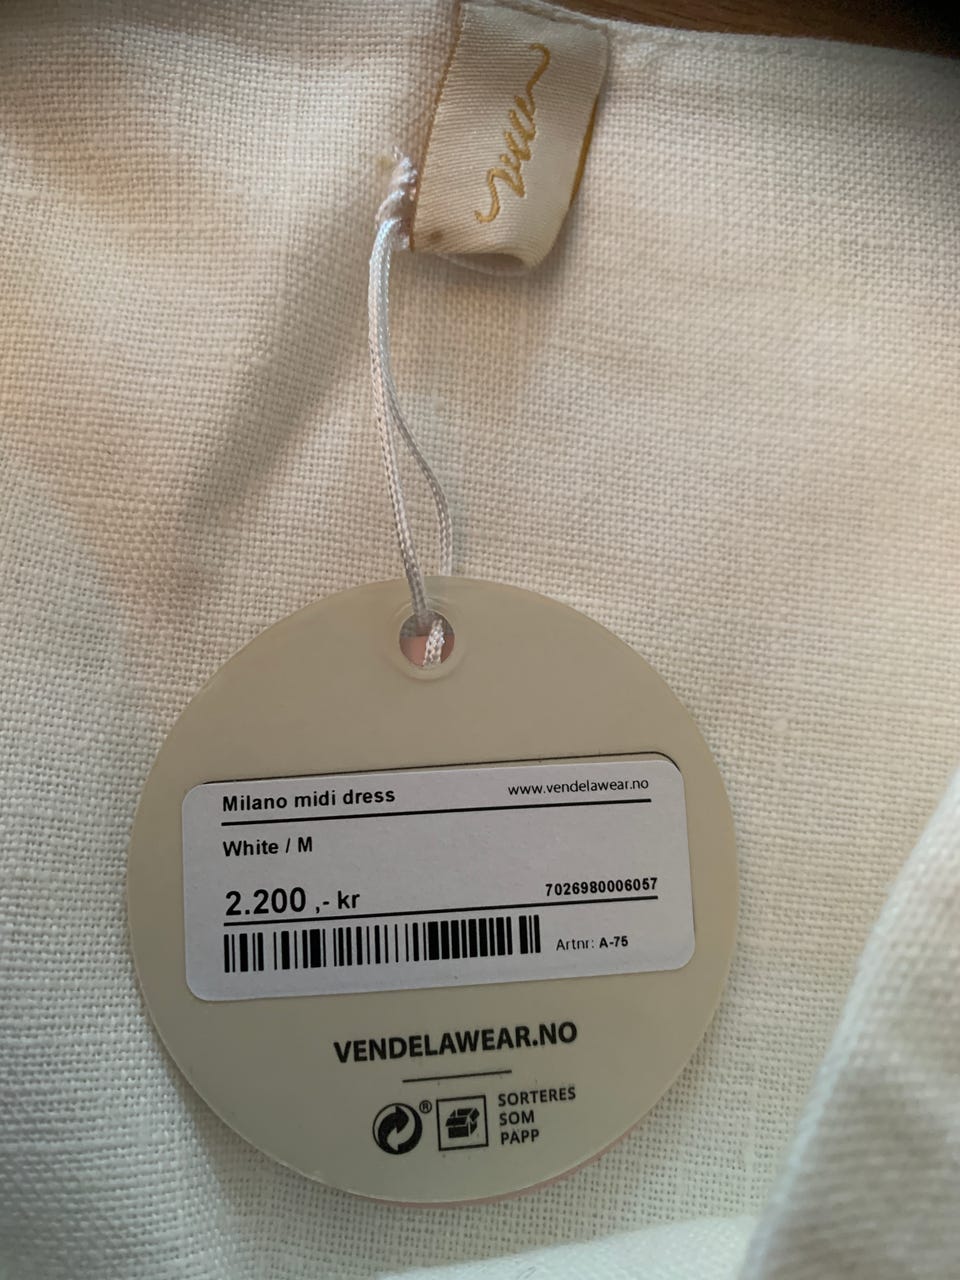 Milano midi dress
www.vendelawear.no
White / M
2.200 ,- kr
7026980006057
Artnr: A-75
VENDELAWEAR.NO
®
SORTERES
SOM
PAPP